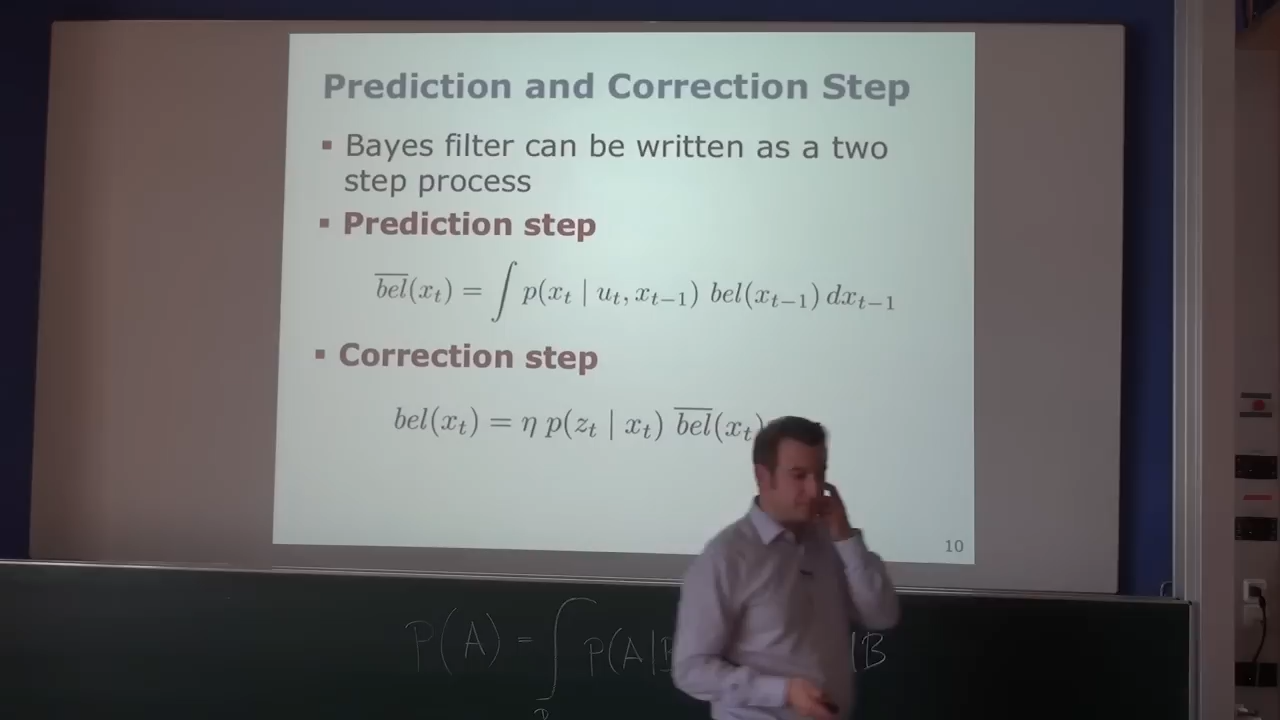 Prediction and Correction Step
▪ Bayes filter can be written as a two
step process
▪ Prediction step
$\overline{bel}(x_t) = \int p(x_t \mid u_t, x_{t-1}) \; bel(x_{t-1}) \, dx_{t-1}$
▪ Correction step
$bel(x_t) = \eta \; p(z_t \mid x_t) \; \overline{bel}(x_t)$
10
P(A) = ∫ P(A|B
B